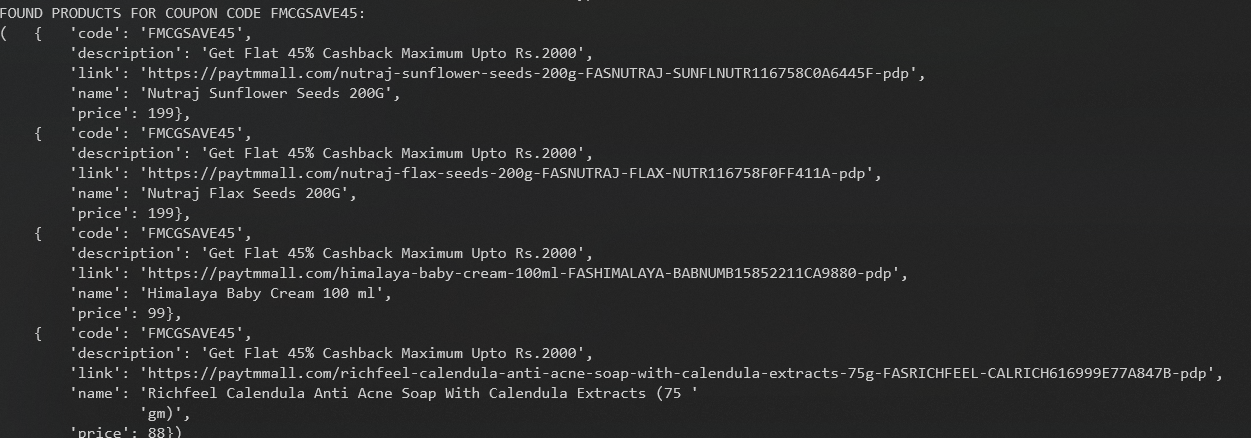 FOUND PRODUCTS FOR COUPON CODE FMCGSAVE45:
( { 'code': 'FMCGSAVE45',
'description': 'Get Flat 45% Cashback Maximum Upto Rs.2000',
'link': 'https://paytmmall.com/nutraj-sunflower-seeds-200g-FASNUTRAJ-SUNFLNUTR116758C0A6445F-pdp',
'name': 'Nutraj Sunflower Seeds 200G',
'price': 199},
{ 'code': 'FMCGSAVE45',
'description': 'Get Flat 45% Cashback Maximum Upto Rs.2000',
'link': 'https://paytmmall.com/nutraj-flax-seeds-200g-FASNUTRAJ-FLAX-NUTR116758F0FF411A-pdp',
'name': 'Nutraj Flax Seeds 200G',
'price': 199},
{ 'code': 'FMCGSAVE45',
'description': 'Get Flat 45% Cashback Maximum Upto Rs.2000',
'link': 'https://paytmmall.com/himalaya-baby-cream-100ml-FASHIMALAYA-BABNUMB15852211CA9880-pdp',
'name': 'Himalaya Baby Cream 100 ml',
'price': 99},
{ 'code': 'FMCGSAVE45',
'description': 'Get Flat 45% Cashback Maximum Upto Rs.2000',
'link': 'https://paytmmall.com/richfeel-calendula-anti-acne-soap-with-calendula-extracts-75g-FASRICHFEEL-CALRICH616999E77A847B-pdp',
'name': 'Richfeel Calendula Anti Acne Soap With Calendula Extracts (75 '
'gm)',
'price': 88})